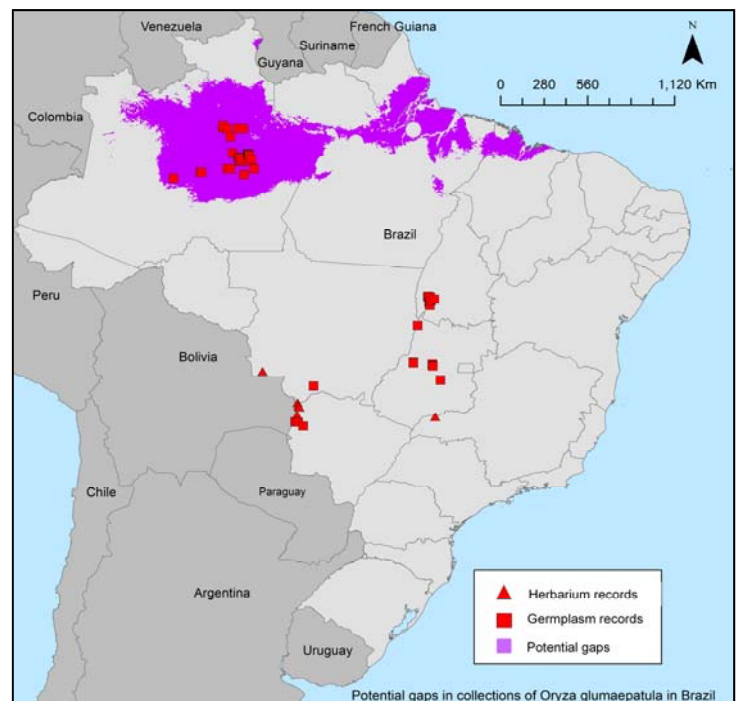 Venezuela
French Guiana
Suriname
Guyana
N
0 280 560 1,120 Km
Colombia
Brazil
Peru
Bolivia
Chile
Paraguay
Argentina
Uruguay
Herbarium records
Germplasm records
Potential gaps
Potential gaps in collections of Oryza glumaepatula in Brazil